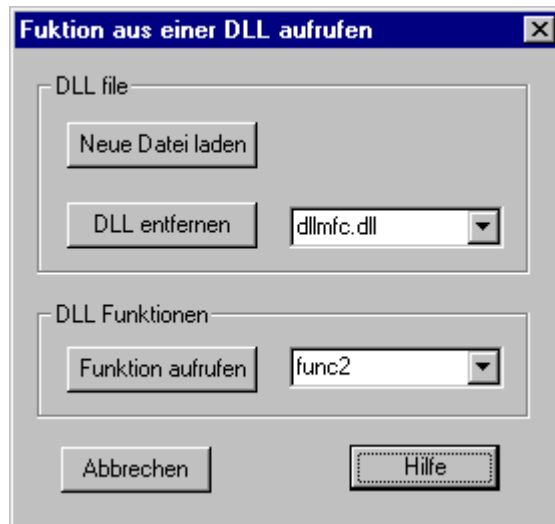 Fuktion aus einer DLL aufrufen
DLL file
Neue Datei laden
DLL entfernen dllmfc.dll
DLL Funktionen
Funktion aufrufen func2
Abbrechen Hilfe